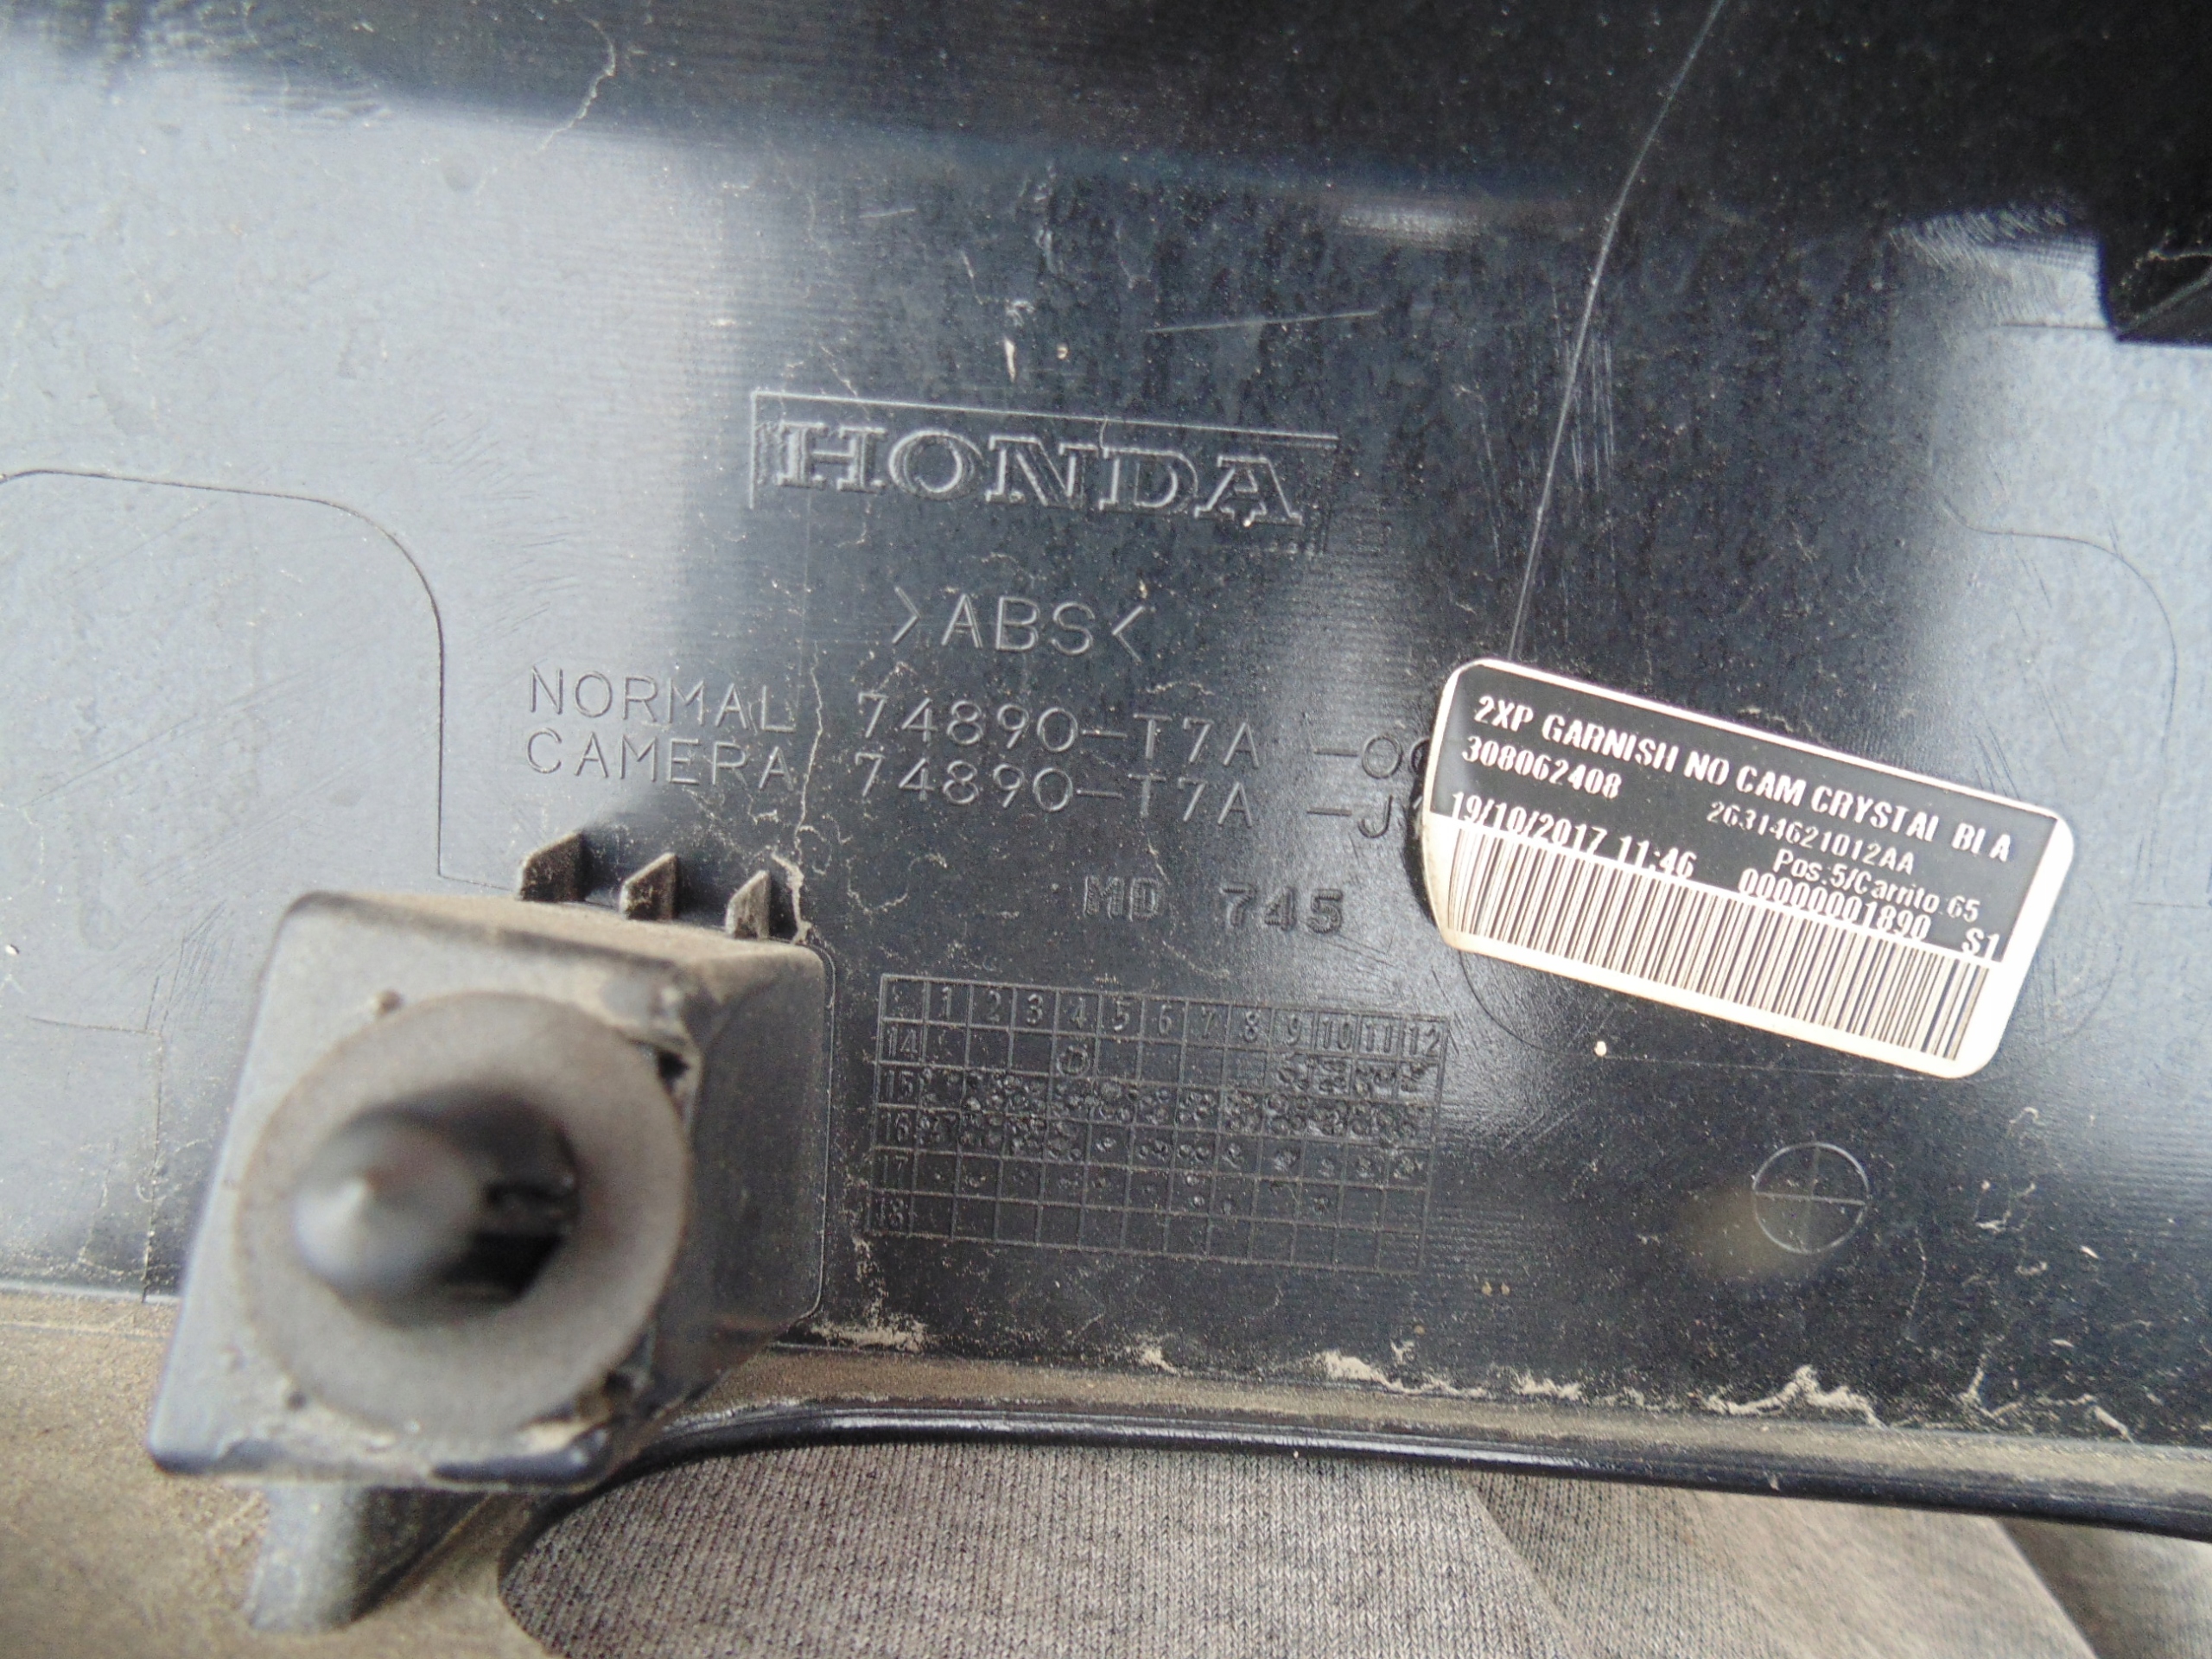 HONDA
>ABS<
NORMAL 74890-T7A
CAMERA 74890-T7A
MD 745
2XP GARNISH NO CAM CRYSTAL BLA
308062408
26314621012AA
19/10/2017 11:46
Pos:5/Carrito:65
00000001890 S1
1 2 3 4 5 6 7 8 9 10 11 12
14
15
16
17
18